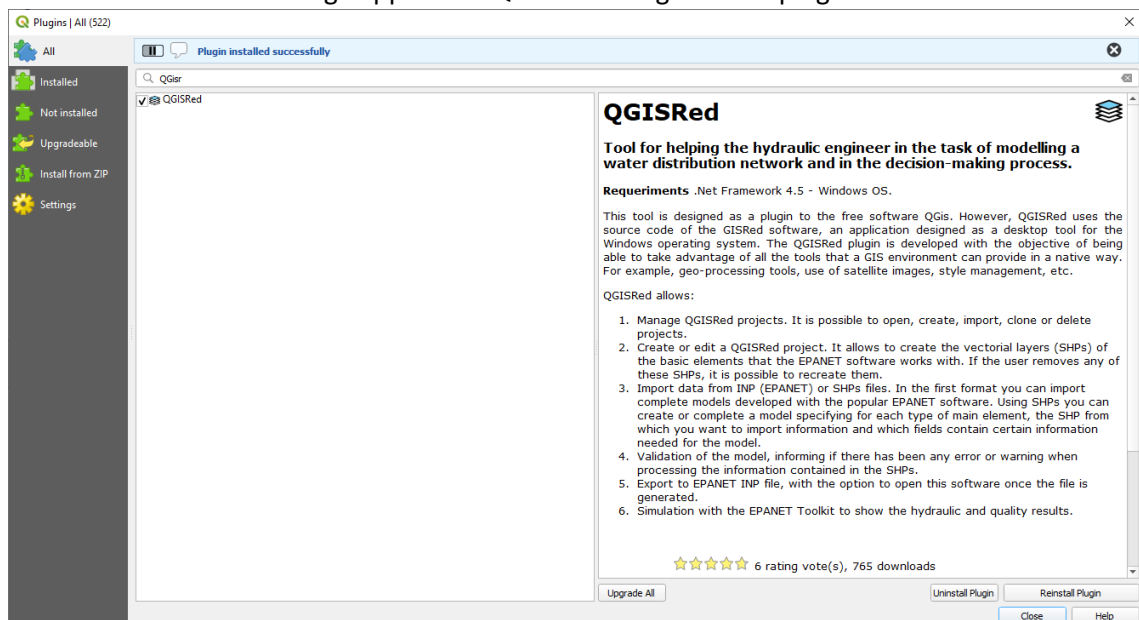 Plugins | All (522)
All
Installed
Not installed
Upgradeable
Install from ZIP
Settings
Plugin installed successfully
QGisr
QGISRed
QGISRed
Tool for helping the hydraulic engineer in the task of modelling a
water distribution network and in the decision-making process.
Requeriments .Net Framework 4.5 - Windows OS.
This tool is designed as a plugin to the free software QGis. However, QGISRed uses the
source code of the GISRed software, an application designed as a desktop tool for the
Windows operating system. The QGISRed plugin is developed with the objective of being
able to take advantage of all the tools that a GIS environment can provide in a native way.
For example, geo-processing tools, use of satellite images, style management, etc.
QGISRed allows:
1. Manage QGISRed projects. It is possible to open, create, import, clone or delete
projects.
2. Create or edit a QGISRed project. It allows to create the vectorial layers (SHPs) of
the basic elements that the EPANET software works with. If the user removes any of
these SHPs, it is possible to recreate them.
3. Import data from INP (EPANET) or SHPs files. In the first format you can import
complete models developed with the popular EPANET software. Using SHPs you can
create or complete a model specifying for each type of main element, the SHP from
which you want to import information and which fields contain certain information
needed for the model.
4. Validation of the model, informing if there has been any error or warning when
processing the information contained in the SHPs.
5. Export to EPANET INP file, with the option to open this software once the file is
generated.
6. Simulation with the EPANET Toolkit to show the hydraulic and quality results.
6 rating vote(s), 765 downloads
Upgrade All
Uninstall Plugin
Reinstall Plugin
Close
Help